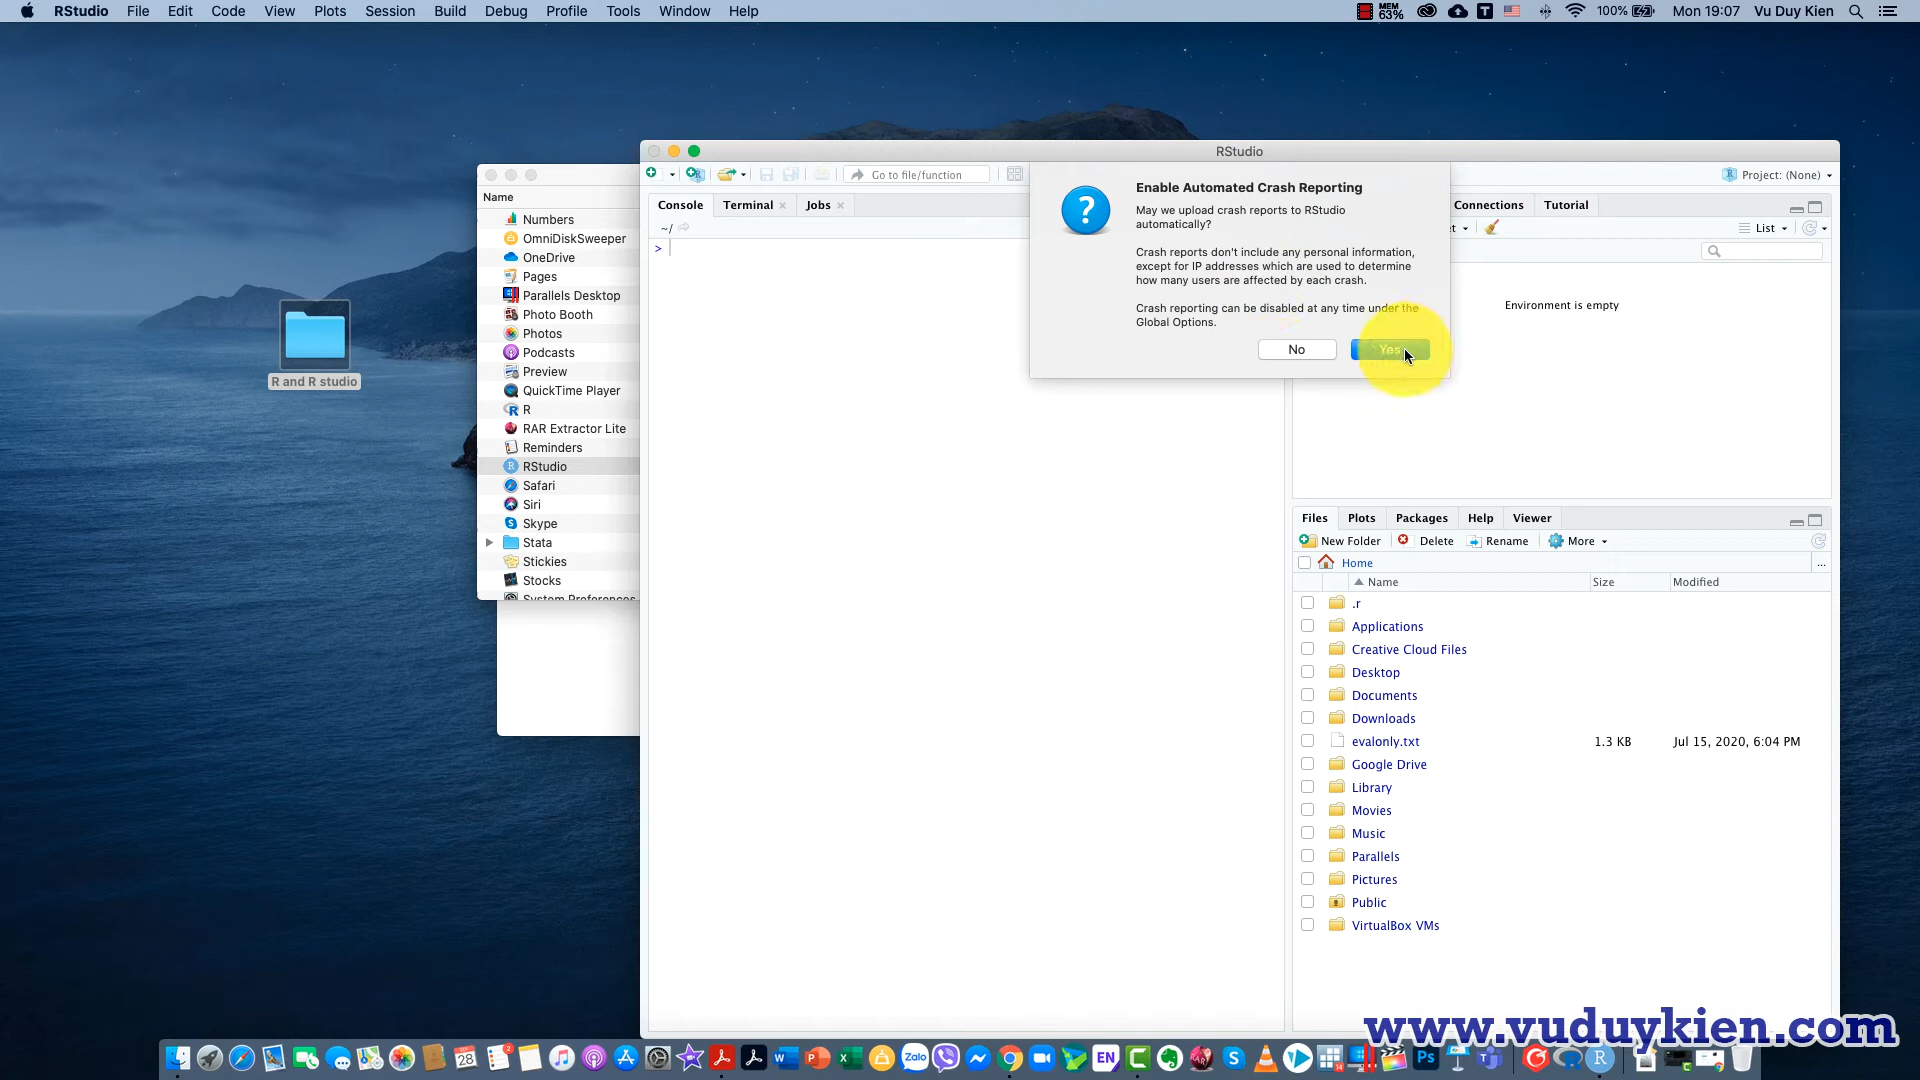 RStudio File Edit Code View Plots Session Build Debug Profile Tools Window Help MEM 63% 100% Mon 19:07 Vu Duy Kien
RStudio
Go to file/function
Project: (None)
Console Terminal Jobs
~/
>
Enable Automated Crash Reporting
May we upload crash reports to RStudio
automatically?
Crash reports don't include any personal information,
except for IP addresses which are used to determine
how many users are affected by each crash.
Crash reporting can be disabled at any time under the
Global Options.
No Yes
Connections Tutorial
List
Environment is empty
Name
Numbers
OmniDiskSweeper
OneDrive
Pages
Parallels Desktop
Photo Booth
Photos
Podcasts
Preview
QuickTime Player
R
RAR Extractor Lite
Reminders
RStudio
Safari
Siri
Skype
Stata
Stickies
Stocks
System Preferences
R and R studio
Files Plots Packages Help Viewer
New Folder Delete Rename More
Home ...
Name Size Modified
.r
Applications
Creative Cloud Files
Desktop
Documents
Downloads
evalonly.txt 1.3 KB Jul 15, 2020, 6:04 PM
Google Drive
Library
Movies
Music
Parallels
Pictures
Public
VirtualBox VMs
www.vuduykien.com
28
2
Zalo
EN